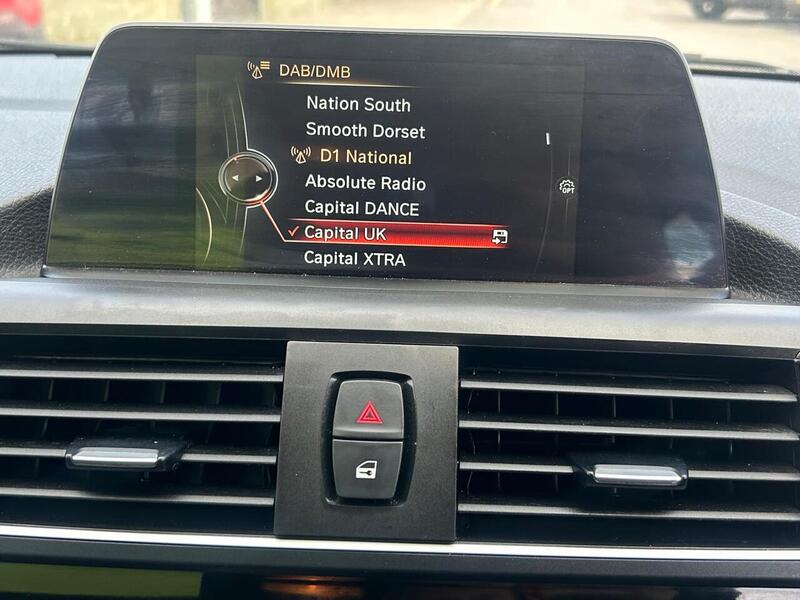 DAB/DMB
Nation South
Smooth Dorset
D1 National
Absolute Radio
Capital DANCE
Capital UK
Capital XTRA
OPT